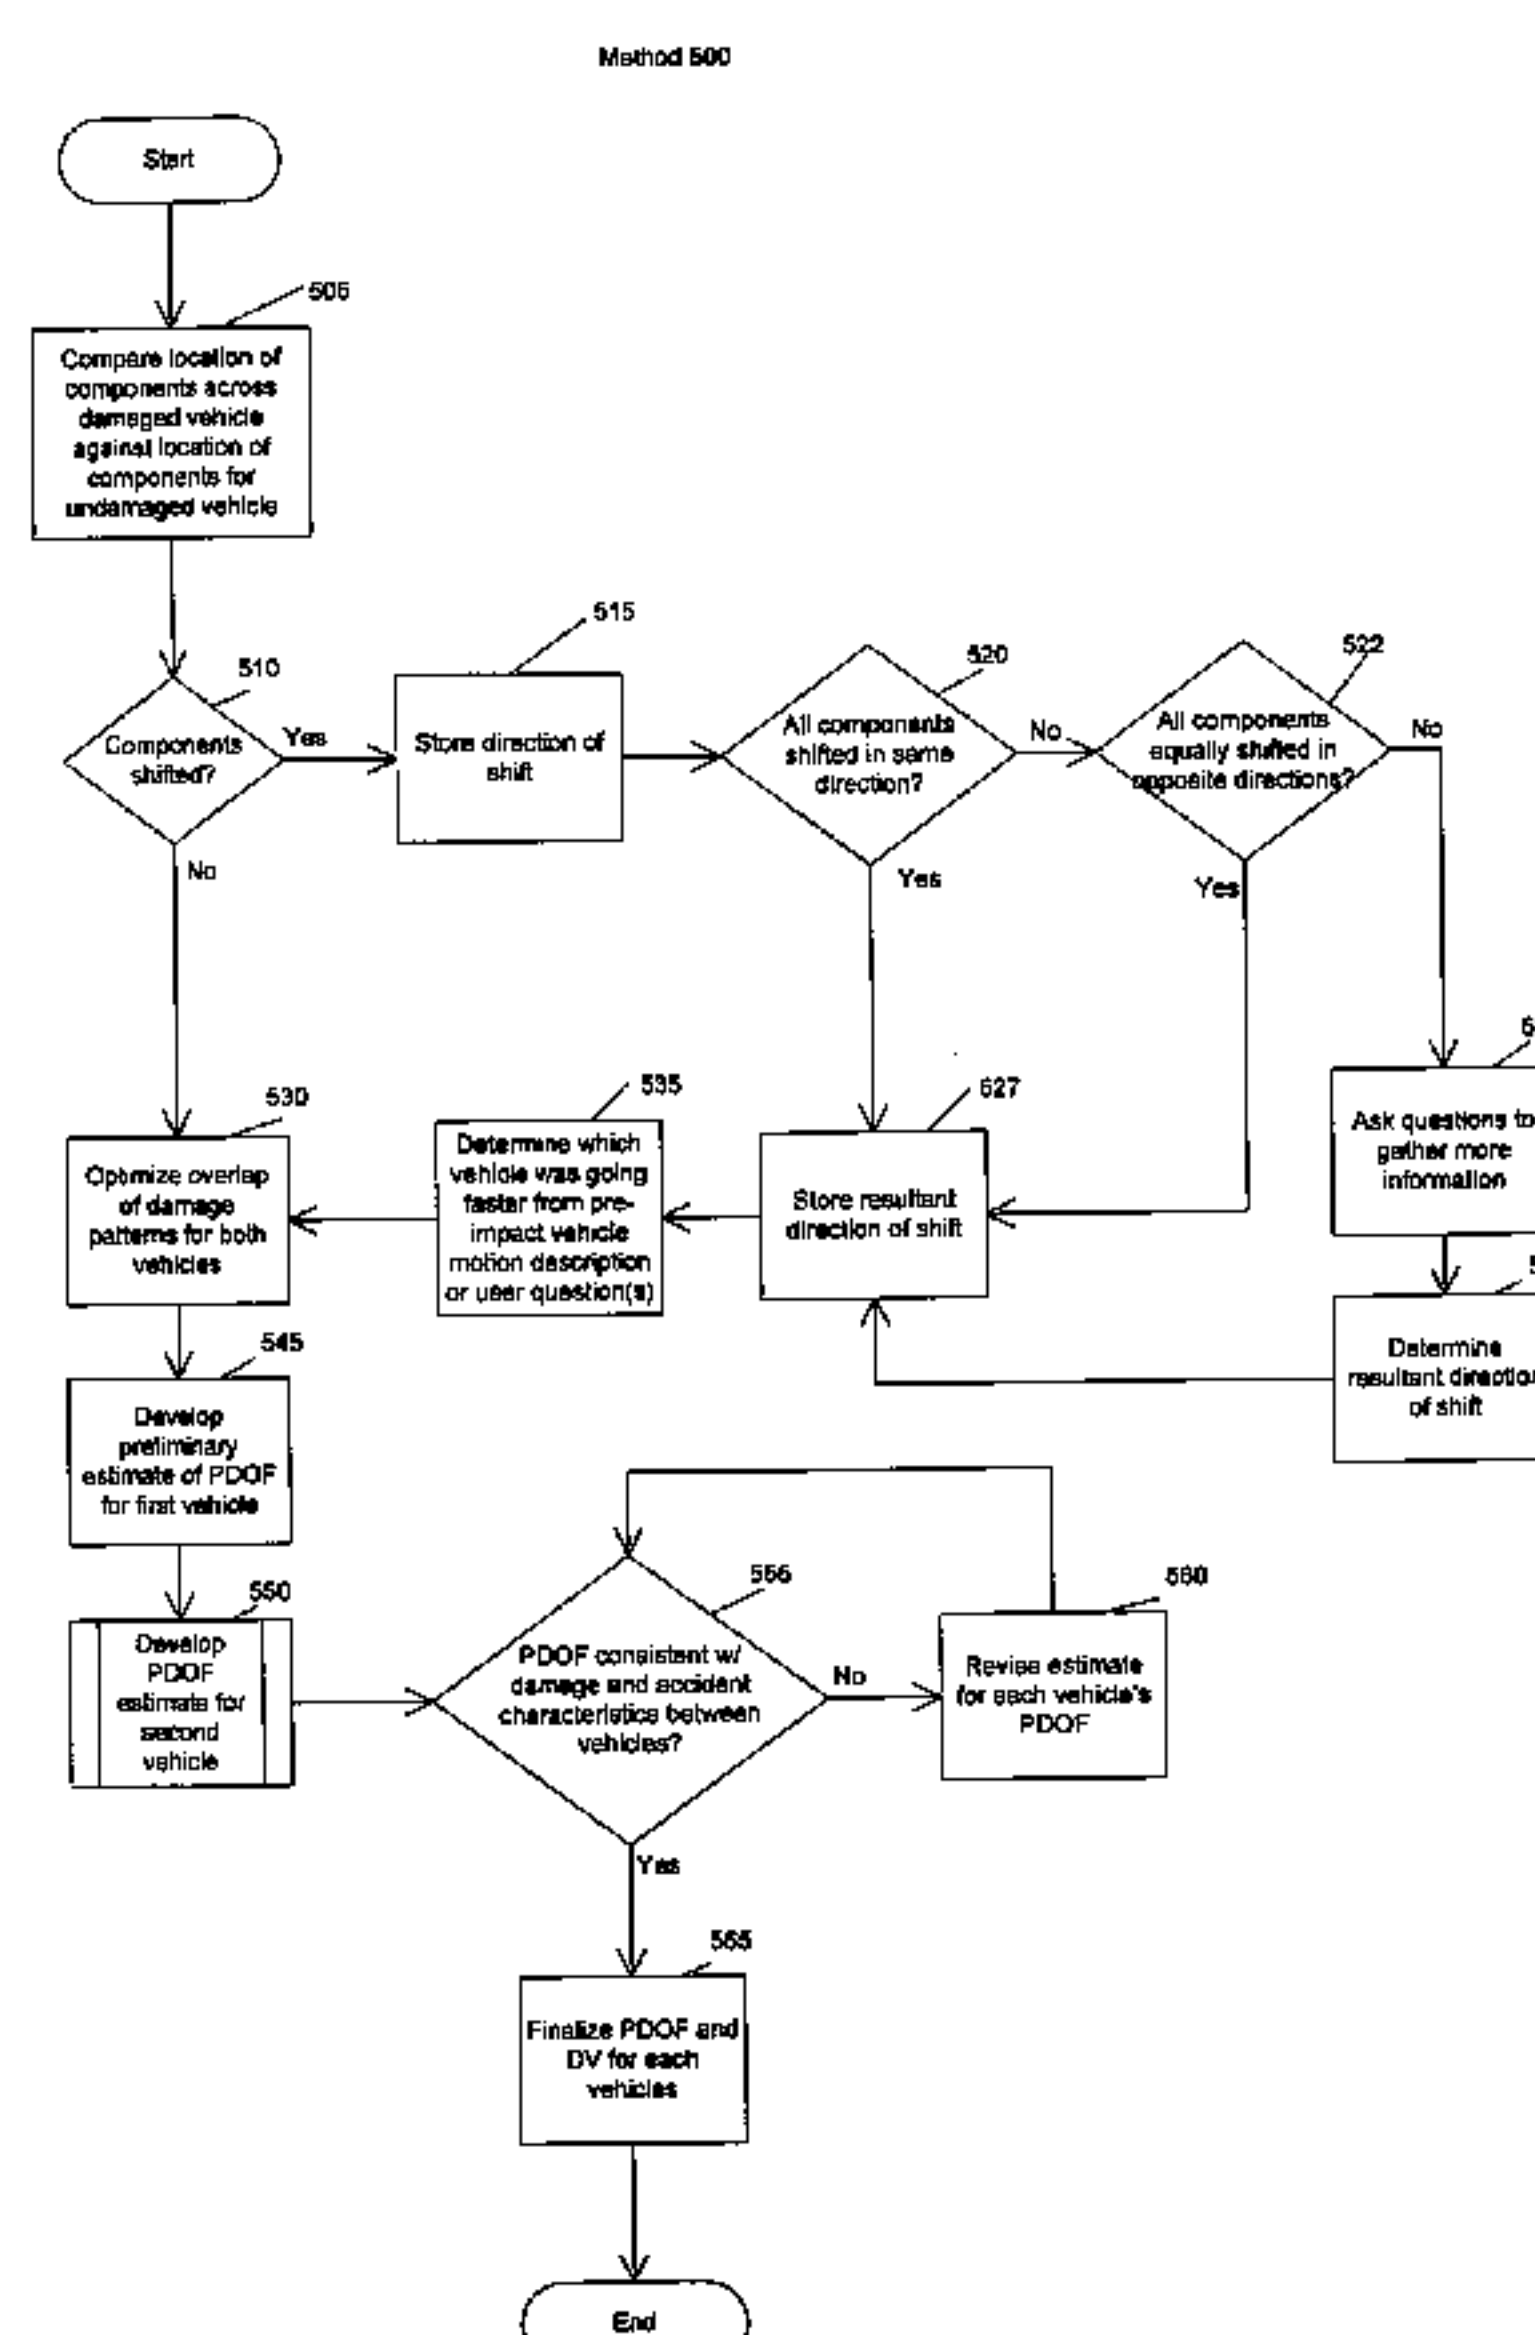 Method 500
Start
505
Compare location of
components across
damaged vehicle
against location of
components for
undamaged vehicle
510
Components
shifted?
Yes
No
515
Store direction of
shift
520
All components
shifted in same
direction?
No
Yes
522
All components
equally shifted in
opposite directions?
No
Yes
530
Optimize overlap
of damage
patterns for both
vehicles
535
Determine which
vehicle was going
faster from pre-
impact vehicle
motion description
or user question(s)
527
Store resultant
direction of shift
5
Ask questions to
gather more
information
Determine
resultant direction
of shift
545
Develop
preliminary
estimate of PDOF
for first vehicle
550
Develop
PDOF
estimate for
second
vehicle
555
PDOF consistent w/
damage and accident
characteristics between
vehicles?
No
Yes
560
Revise estimate
for each vehicle's
PDOF
565
Finalize PDOF and
DV for each
vehicles
End